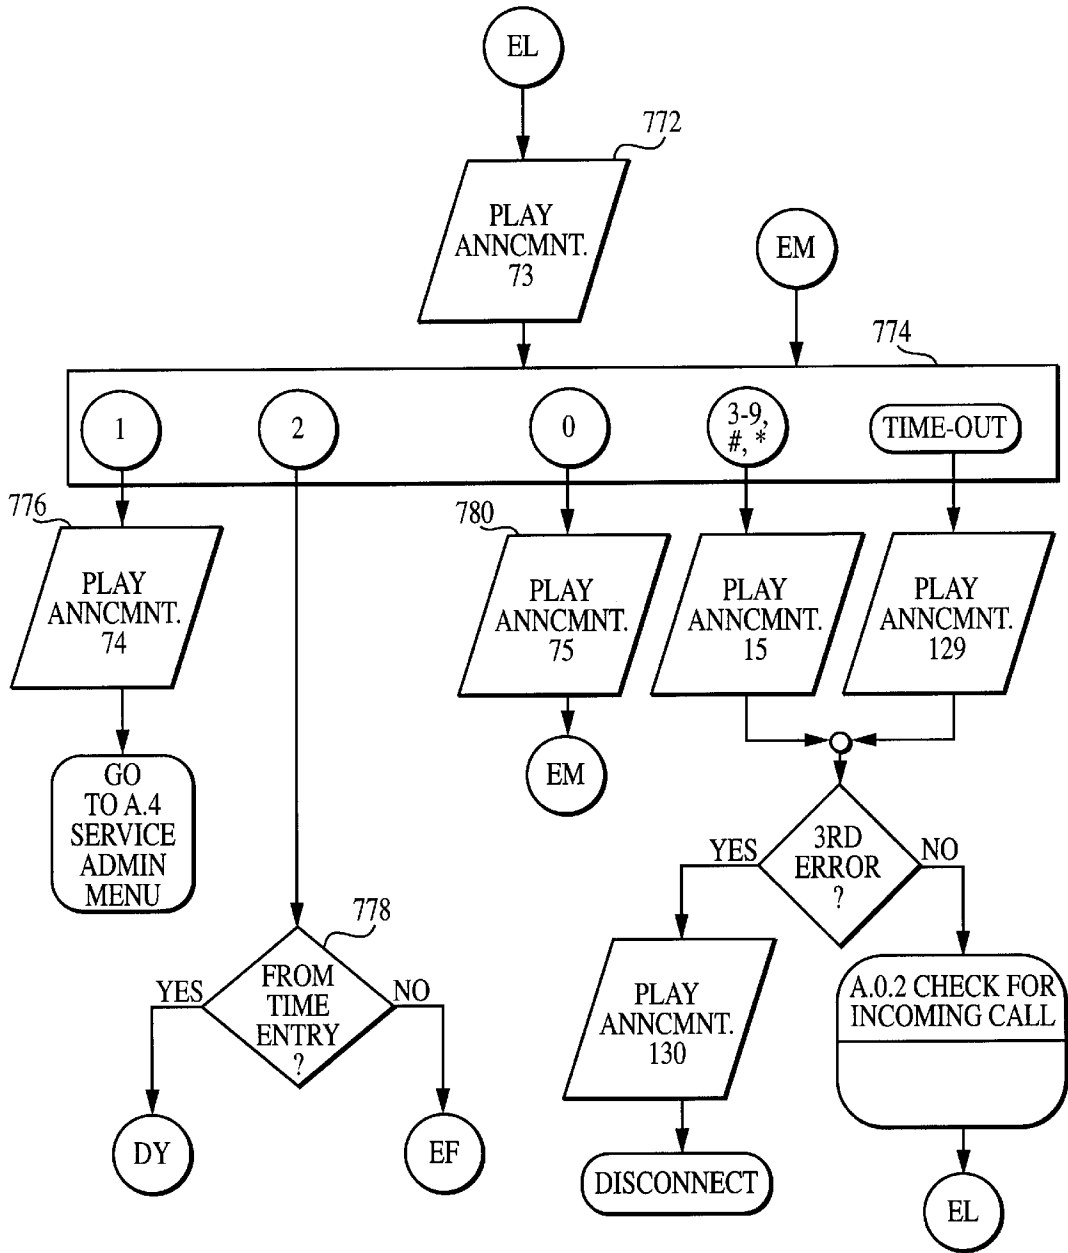 EL
772
PLAY
ANNCMNT.
73
EM
774
1
2
0
3-9,
#, *
TIME-OUT
776
PLAY
ANNCMNT.
74
780
PLAY
ANNCMNT.
75
PLAY
ANNCMNT.
15
PLAY
ANNCMNT.
129
GO
TO A.4
SERVICE
ADMIN
MENU
EM
3RD
ERROR
?
YES
NO
778
FROM
TIME
ENTRY
?
YES
NO
PLAY
ANNCMNT.
130
A.0.2 CHECK FOR
INCOMING CALL
DY
EF
DISCONNECT
EL